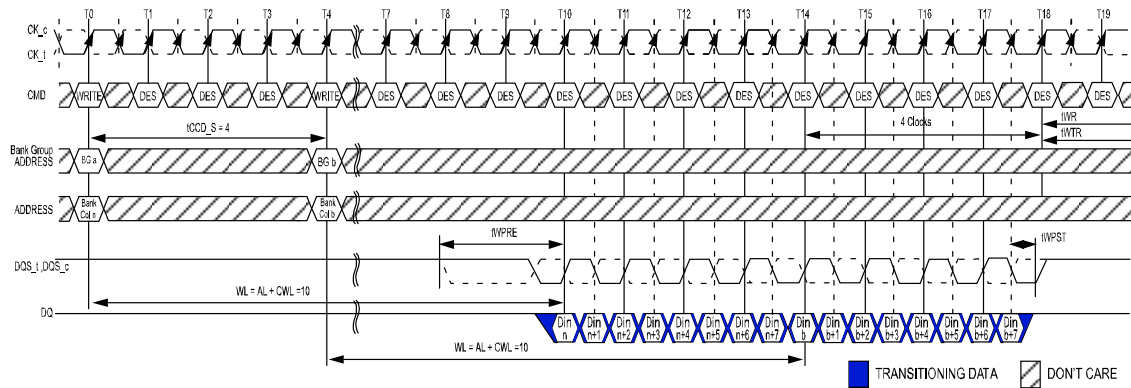 T0 T1 T2 T3 T4 T7 T8 T9 T10 T11 T12 T13 T14 T15 T16 T17 T18 T19
CK_c
CK_t
CMD WRITE DES DES DES WRITE DES DES DES DES DES DES DES DES DES DES DES DES DES
tCCD_S = 4
4 Clocks
tWR
tWTR
Bank Group
ADDRESS
BG a BG b
ADDRESS
Bank
Col n
Bank
Col b
tWPRE
tWPST
DQS_t ,DQS_c
WL = AL + CWL =10
DQ
Din
n
Din
n+1
Din
n+2
Din
n+3
Din
n+4
Din
n+5
Din
n+6
Din
n+7
Din
b
Din
b+1
Din
b+2
Din
b+3
Din
b+4
Din
b+5
Din
b+6
Din
b+7
WL = AL + CWL =10
TRANSITIONING DATA
DON'T CARE